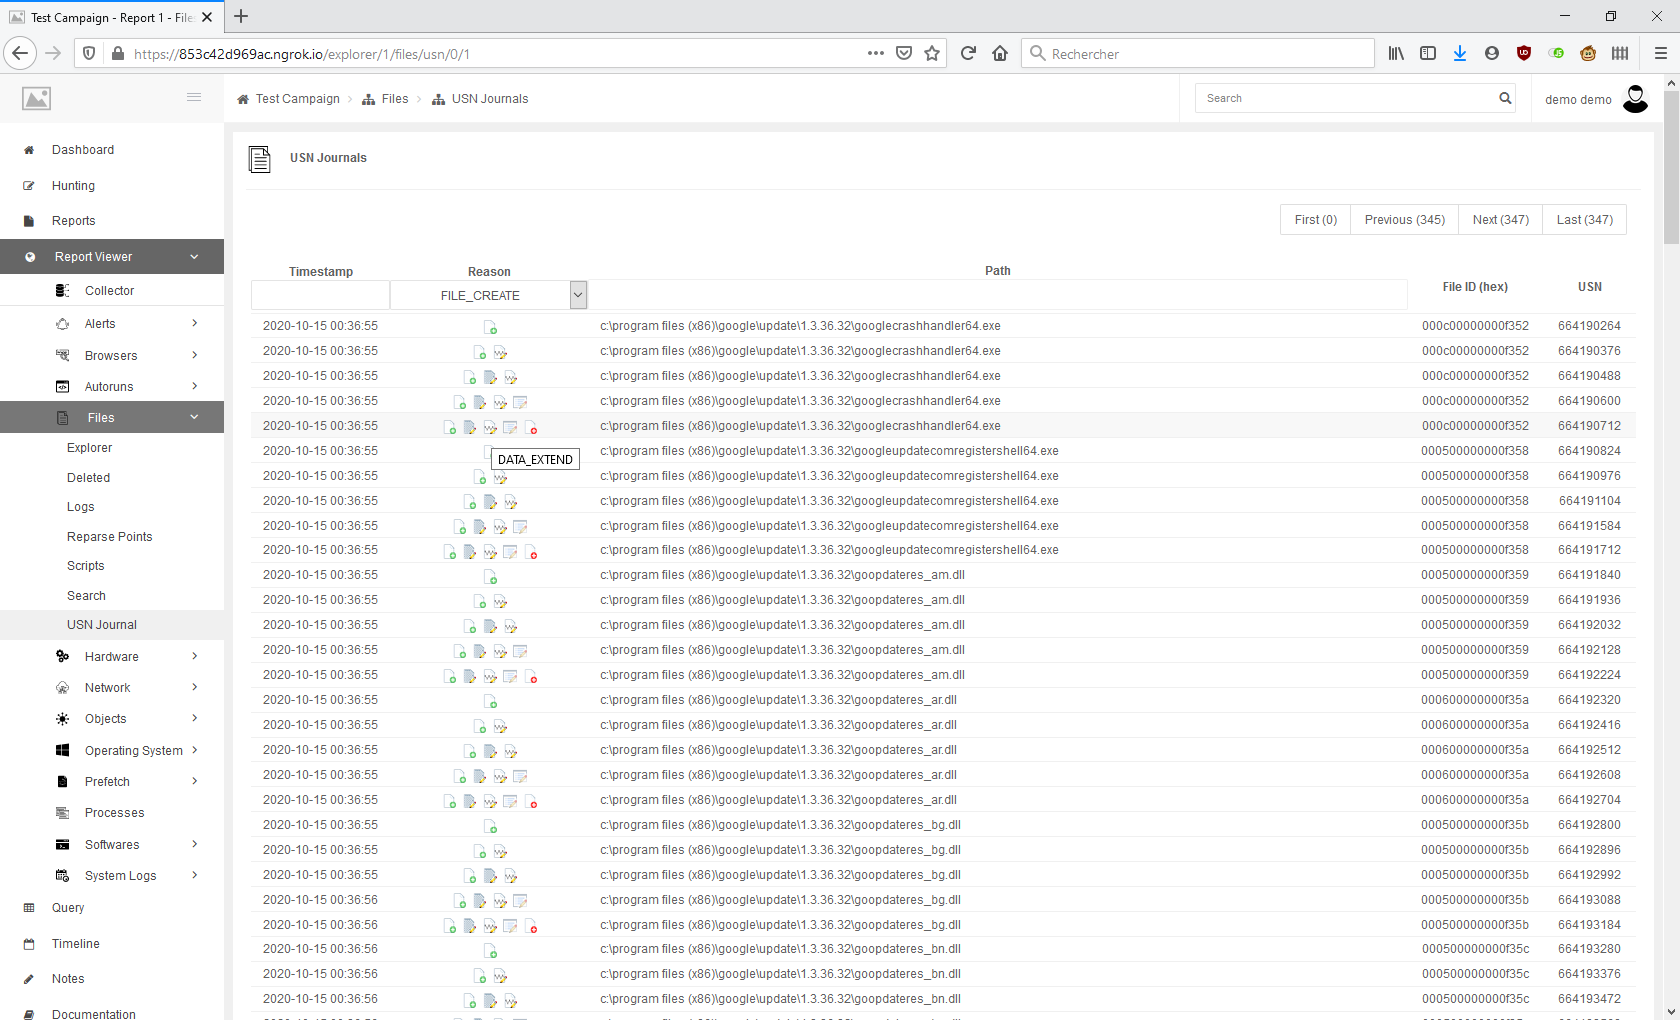 Test Campaign - Report 1 - File
https://853c42d969ac.ngrok.io/explorer/1/files/usn/0/1
Rechercher
Test Campaign
Files
USN Journals
Search
demo demo
Dashboard
Hunting
Reports
Report Viewer
Collector
Alerts
Browsers
Autoruns
Files
Explorer
Deleted
Logs
Reparse Points
Scripts
Search
USN Journal
Hardware
Network
Objects
Operating System
Prefetch
Processes
Softwares
System Logs
Query
Timeline
Notes
Documentation
USN Journals
First (0) Previous (345) Next (347) Last (347)
Timestamp Reason Path File ID (hex) USN
FILE_CREATE
2020-10-15 00:36:55 c:\program files (x86)\google\update\1.3.36.32\googlecrashhandler64.exe 000c00000000f352 664190264
2020-10-15 00:36:55 c:\program files (x86)\google\update\1.3.36.32\googlecrashhandler64.exe 000c00000000f352 664190376
2020-10-15 00:36:55 c:\program files (x86)\google\update\1.3.36.32\googlecrashhandler64.exe 000c00000000f352 664190488
2020-10-15 00:36:55 c:\program files (x86)\google\update\1.3.36.32\googlecrashhandler64.exe 000c00000000f352 664190600
2020-10-15 00:36:55 c:\program files (x86)\google\update\1.3.36.32\googlecrashhandler64.exe 000c00000000f352 664190712
2020-10-15 00:36:55 c:\program files (x86)\google\update\1.3.36.32\googleupdatecomregistershell64.exe 000500000000f358 664190824
DATA_EXTEND
2020-10-15 00:36:55 c:\program files (x86)\google\update\1.3.36.32\googleupdatecomregistershell64.exe 000500000000f358 664190976
2020-10-15 00:36:55 c:\program files (x86)\google\update\1.3.36.32\googleupdatecomregistershell64.exe 000500000000f358 664191104
2020-10-15 00:36:55 c:\program files (x86)\google\update\1.3.36.32\googleupdatecomregistershell64.exe 000500000000f358 664191584
2020-10-15 00:36:55 c:\program files (x86)\google\update\1.3.36.32\googleupdatecomregistershell64.exe 000500000000f358 664191712
2020-10-15 00:36:55 c:\program files (x86)\google\update\1.3.36.32\goopdateres_am.dll 000500000000f359 664191840
2020-10-15 00:36:55 c:\program files (x86)\google\update\1.3.36.32\goopdateres_am.dll 000500000000f359 664191936
2020-10-15 00:36:55 c:\program files (x86)\google\update\1.3.36.32\goopdateres_am.dll 000500000000f359 664192032
2020-10-15 00:36:55 c:\program files (x86)\google\update\1.3.36.32\goopdateres_am.dll 000500000000f359 664192128
2020-10-15 00:36:55 c:\program files (x86)\google\update\1.3.36.32\goopdateres_am.dll 000500000000f359 664192224
2020-10-15 00:36:55 c:\program files (x86)\google\update\1.3.36.32\goopdateres_ar.dll 000600000000f35a 664192320
2020-10-15 00:36:55 c:\program files (x86)\google\update\1.3.36.32\goopdateres_ar.dll 000600000000f35a 664192416
2020-10-15 00:36:55 c:\program files (x86)\google\update\1.3.36.32\goopdateres_ar.dll 000600000000f35a 664192512
2020-10-15 00:36:55 c:\program files (x86)\google\update\1.3.36.32\goopdateres_ar.dll 000600000000f35a 664192608
2020-10-15 00:36:55 c:\program files (x86)\google\update\1.3.36.32\goopdateres_ar.dll 000600000000f35a 664192704
2020-10-15 00:36:55 c:\program files (x86)\google\update\1.3.36.32\goopdateres_bg.dll 000500000000f35b 664192800
2020-10-15 00:36:55 c:\program files (x86)\google\update\1.3.36.32\goopdateres_bg.dll 000500000000f35b 664192896
2020-10-15 00:36:55 c:\program files (x86)\google\update\1.3.36.32\goopdateres_bg.dll 000500000000f35b 664192992
2020-10-15 00:36:56 c:\program files (x86)\google\update\1.3.36.32\goopdateres_bg.dll 000500000000f35b 664193088
2020-10-15 00:36:56 c:\program files (x86)\google\update\1.3.36.32\goopdateres_bg.dll 000500000000f35b 664193184
2020-10-15 00:36:56 c:\program files (x86)\google\update\1.3.36.32\goopdateres_bn.dll 000500000000f35c 664193280
2020-10-15 00:36:56 c:\program files (x86)\google\update\1.3.36.32\goopdateres_bn.dll 000500000000f35c 664193376
2020-10-15 00:36:56 c:\program files (x86)\google\update\1.3.36.32\goopdateres_bn.dll 000500000000f35c 664193472